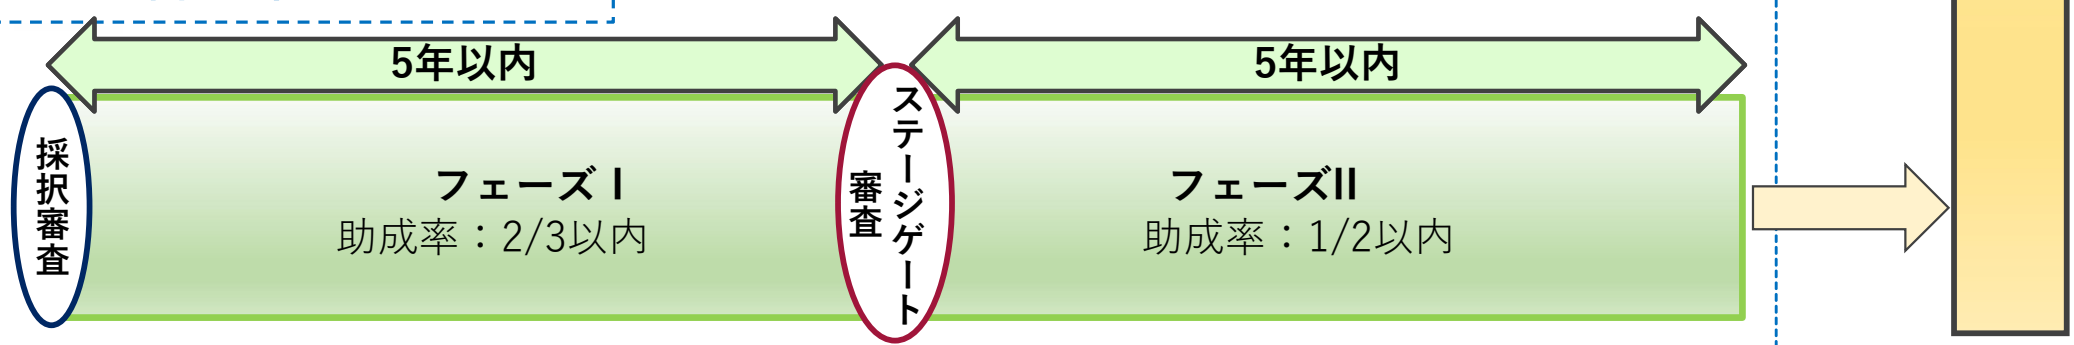 5年以内
5年以内
採択審査
フェーズ I
助成率：2/3以内
ステージゲート
審査
フェーズII
助成率：1/2以内